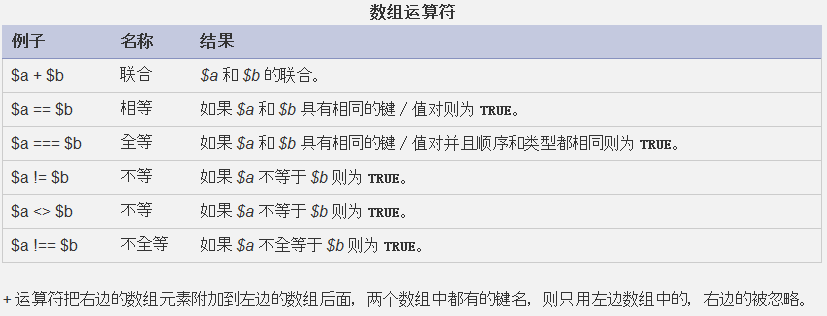 数组运算符
例子 名称 结果
$a + $b 联合 $a 和 $b 的联合。
$a == $b 相等 如果 $a 和 $b 具有相同的键／值对则为 TRUE。
$a === $b 全等 如果 $a 和 $b 具有相同的键／值对并且顺序和类型都相同则为 TRUE。
$a != $b 不等 如果 $a 不等于 $b 则为 TRUE。
$a <> $b 不等 如果 $a 不等于 $b 则为 TRUE。
$a !== $b 不全等 如果 $a 不全等于 $b 则为 TRUE。
+ 运算符把右边的数组元素附加到左边的数组后面，两个数组中都有的键名，则只用左边数组中的，右边的被忽略。